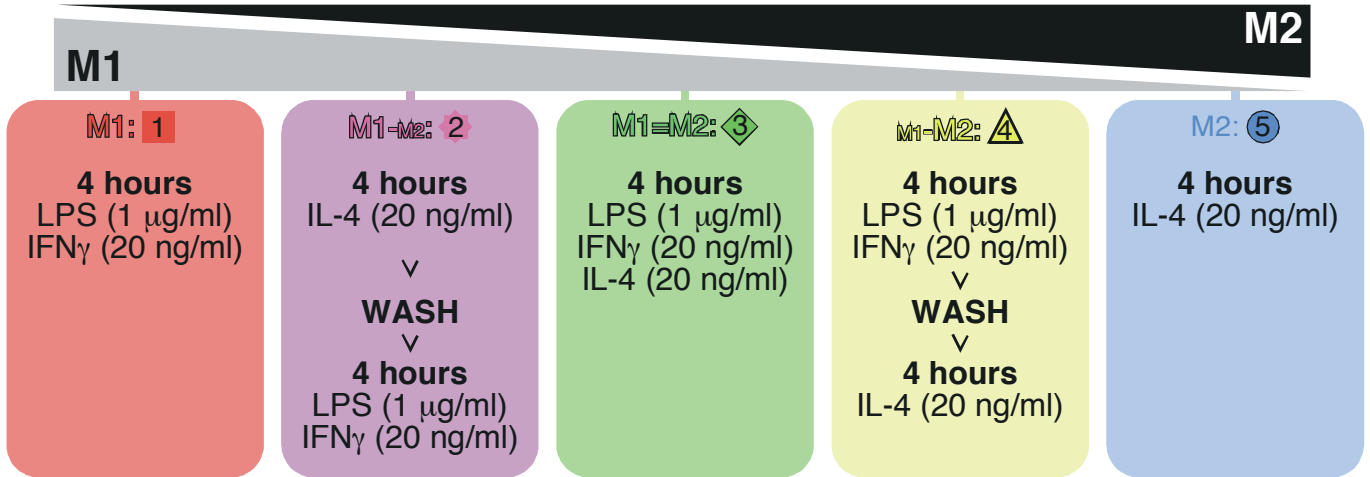 M1
M2
M1: 1
4 hours
LPS (1 μg/ml)
IFNγ (20 ng/ml)
M1-M2: 2
4 hours
IL-4 (20 ng/ml)
>
WASH
>
4 hours
LPS (1 μg/ml)
IFNγ (20 ng/ml)
M1=M2: 3
4 hours
LPS (1 μg/ml)
IFNγ (20 ng/ml)
IL-4 (20 ng/ml)
M1-M2: 4
4 hours
LPS (1 μg/ml)
IFNγ (20 ng/ml)
>
WASH
>
4 hours
IL-4 (20 ng/ml)
M2: 5
4 hours
IL-4 (20 ng/ml)